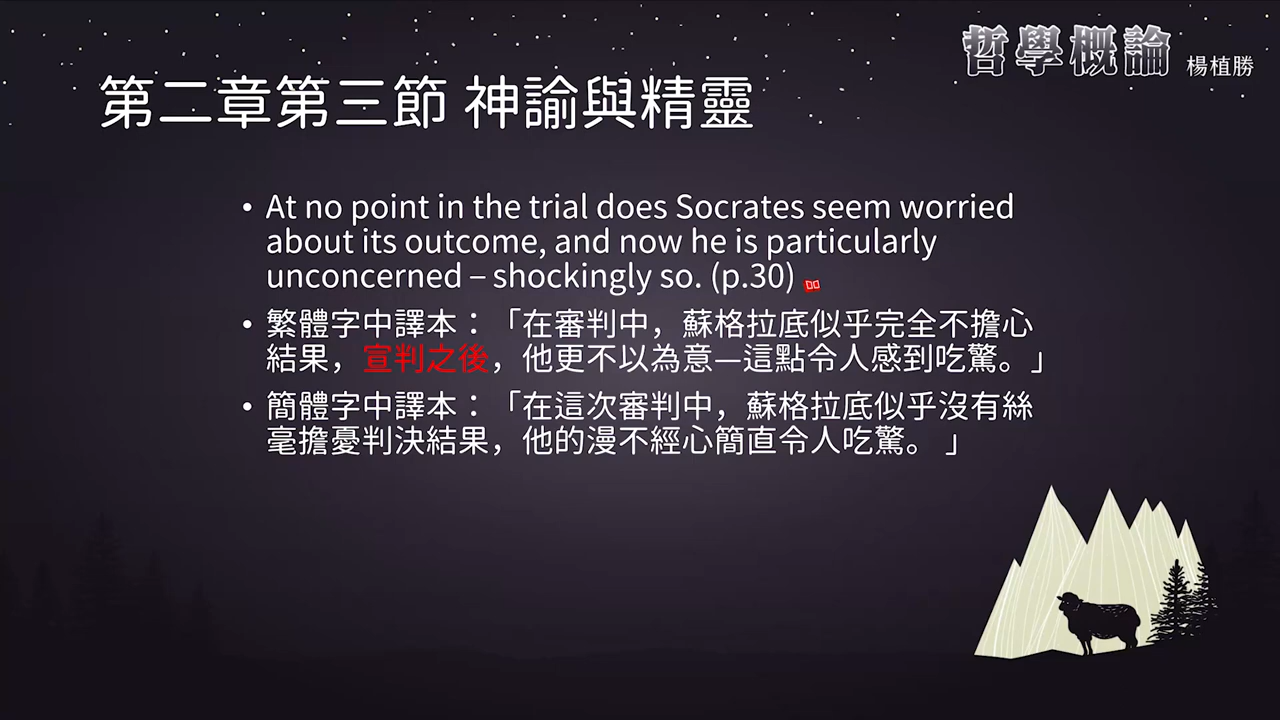 哲學概論 楊植勝
第二章第三節 神諭與精靈
• At no point in the trial does Socrates seem worried
about its outcome, and now he is particularly
unconcerned – shockingly so. (p.30)
• 繁體字中譯本：「在審判中，蘇格拉底似乎完全不擔心
結果，宣判之後，他更不以為意—這點令人感到吃驚。」
• 簡體字中譯本：「在這次審判中，蘇格拉底似乎沒有絲
毫擔憂判決結果，他的漫不經心簡直令人吃驚。 」